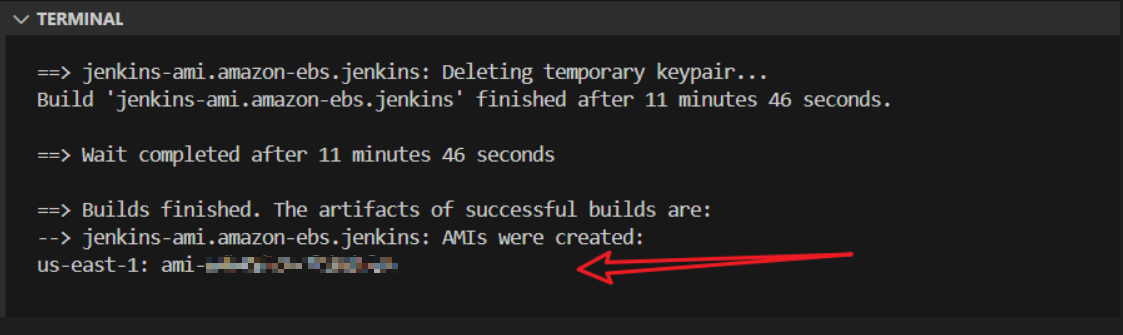 TERMINAL
==> jenkins-ami.amazon-ebs.jenkins: Deleting temporary keypair...
Build 'jenkins-ami.amazon-ebs.jenkins' finished after 11 minutes 46 seconds.
==> Wait completed after 11 minutes 46 seconds
==> Builds finished. The artifacts of successful builds are:
--> jenkins-ami.amazon-ebs.jenkins: AMIs were created:
us-east-1: ami-